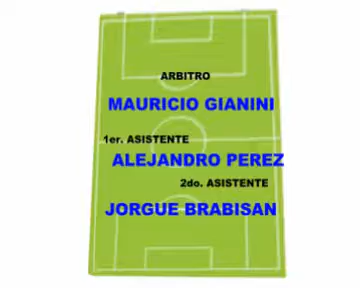 ARBITRO
MAURICIO GIANINI
1er. ASISTENTE
ALEJANDRO PEREZ
2do. ASISTENTE
JORGUE BRABISAN